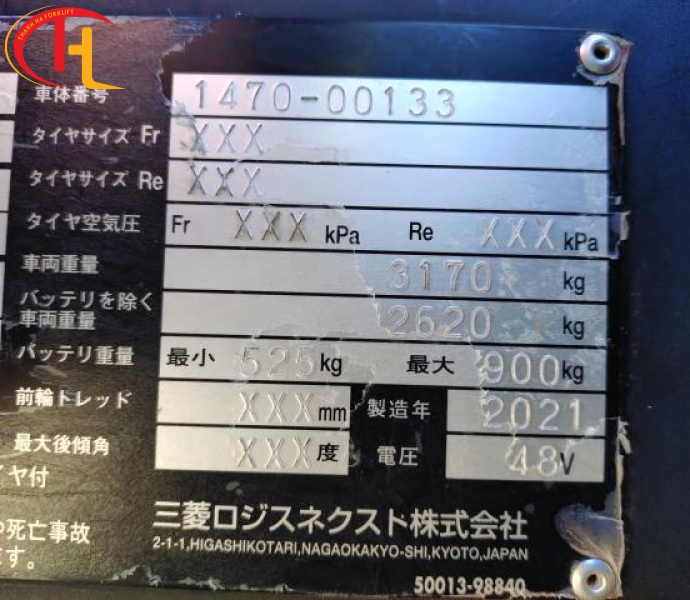 THANH HA FORKLIFT
車体番号 1470-00133
タイヤサイズ Fr XXX
タイヤサイズ Re XXX
タイヤ空気圧 Fr XXX kPa Re XXX kPa
車両重量 3170 kg
バッテリを除く
車両重量 2620 kg
バッテリ重量 最小 525 kg 最大 900 kg
前輪トレッド XXX mm 製造年 2021
最大後傾角 XXX 度 電圧 48 V
ヤ付
死亡事故
ます。
三菱ロジスネクスト株式会社
2-1-1,HIGASHIKOTARI,NAGAOKAKYO-SHI,KYOTO,JAPAN
50013-98840